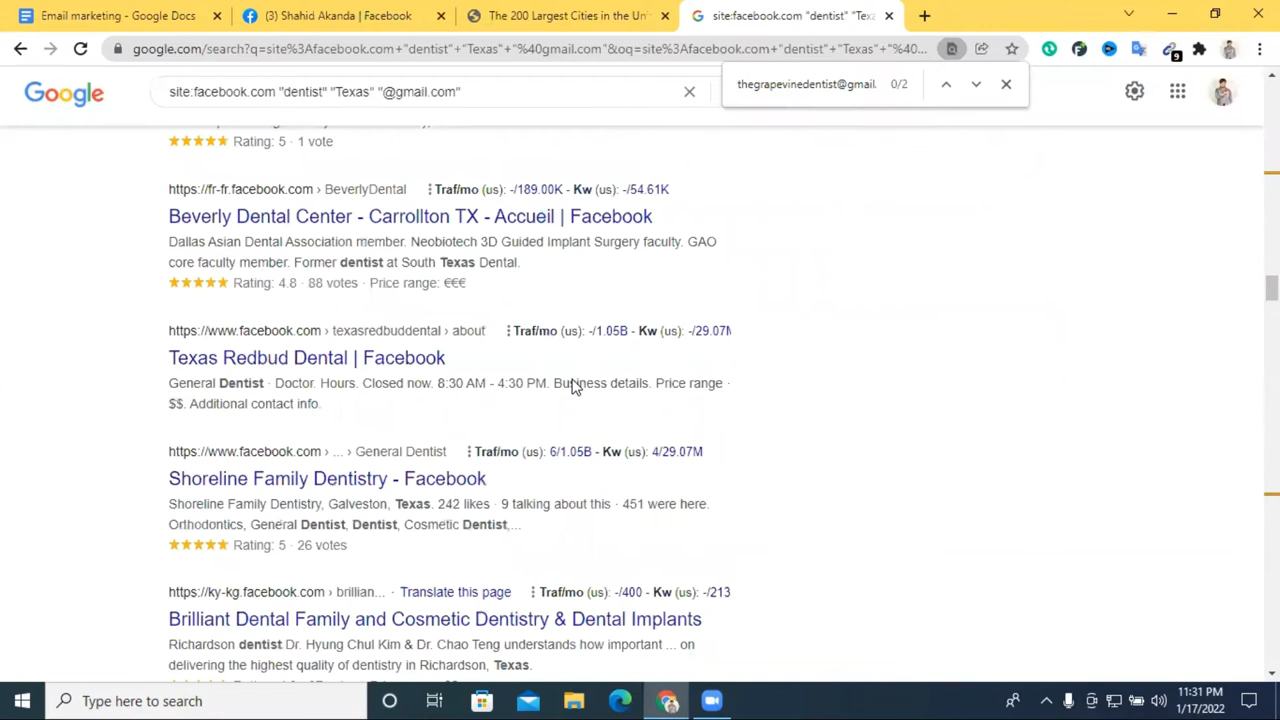 Email marketing - Google Docs
(3) Shahid Akanda | Facebook
The 200 Largest Cities in the Uni
site:facebook.com "dentist" "Tex
google.com/search?q=site%3Afacebook.com+"dentist"+"Texas"+"%40gmail.com"&oq=site%3Afacebook.com+"dentist"+"Texas"+"%40...
9
thegrapevinedentist@gmail. 0/2
Google
site:facebook.com "dentist" "Texas" "@gmail.com"
Rating: 5 · 1 vote
https://fr-fr.facebook.com › BeverlyDental Traf/mo (us): -/189.00K - Kw (us): -/54.61K
Beverly Dental Center - Carrollton TX - Accueil | Facebook
Dallas Asian Dental Association member. Neobiotech 3D Guided Implant Surgery faculty. GAO
core faculty member. Former dentist at South Texas Dental.
Rating: 4.8 · 88 votes · Price range: €€€
https://www.facebook.com › texasredbuddental › about Traf/mo (us): -/1.05B - Kw (us): -/29.07M
Texas Redbud Dental | Facebook
General Dentist · Doctor. Hours. Closed now. 8:30 AM - 4:30 PM. Business details. Price range ·
$$. Additional contact info.
https://www.facebook.com › ... › General Dentist Traf/mo (us): 6/1.05B - Kw (us): 4/29.07M
Shoreline Family Dentistry - Facebook
Shoreline Family Dentistry, Galveston, Texas. 242 likes · 9 talking about this · 451 were here.
Orthodontics, General Dentist, Dentist, Cosmetic Dentist,...
Rating: 5 · 26 votes
https://ky-kg.facebook.com › brillian... · Translate this page Traf/mo (us): -/400 - Kw (us): -/213
Brilliant Dental Family and Cosmetic Dentistry & Dental Implants
Richardson dentist Dr. Hyung Chul Kim & Dr. Chao Teng understands how important ... on
delivering the highest quality of dentistry in Richardson, Texas.
Type here to search
11:31 PM
1/17/2022